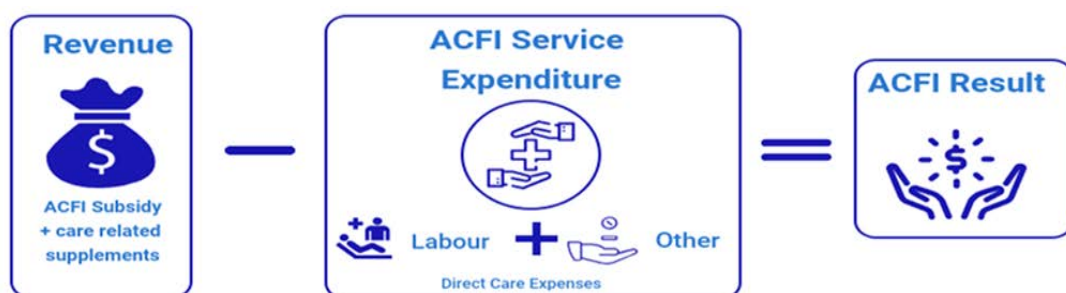 Revenue
$
ACFI Subsidy
+ care related
supplements
ACFI Service
Expenditure
Labour + Other
Direct Care Expenses
ACFI Result
$